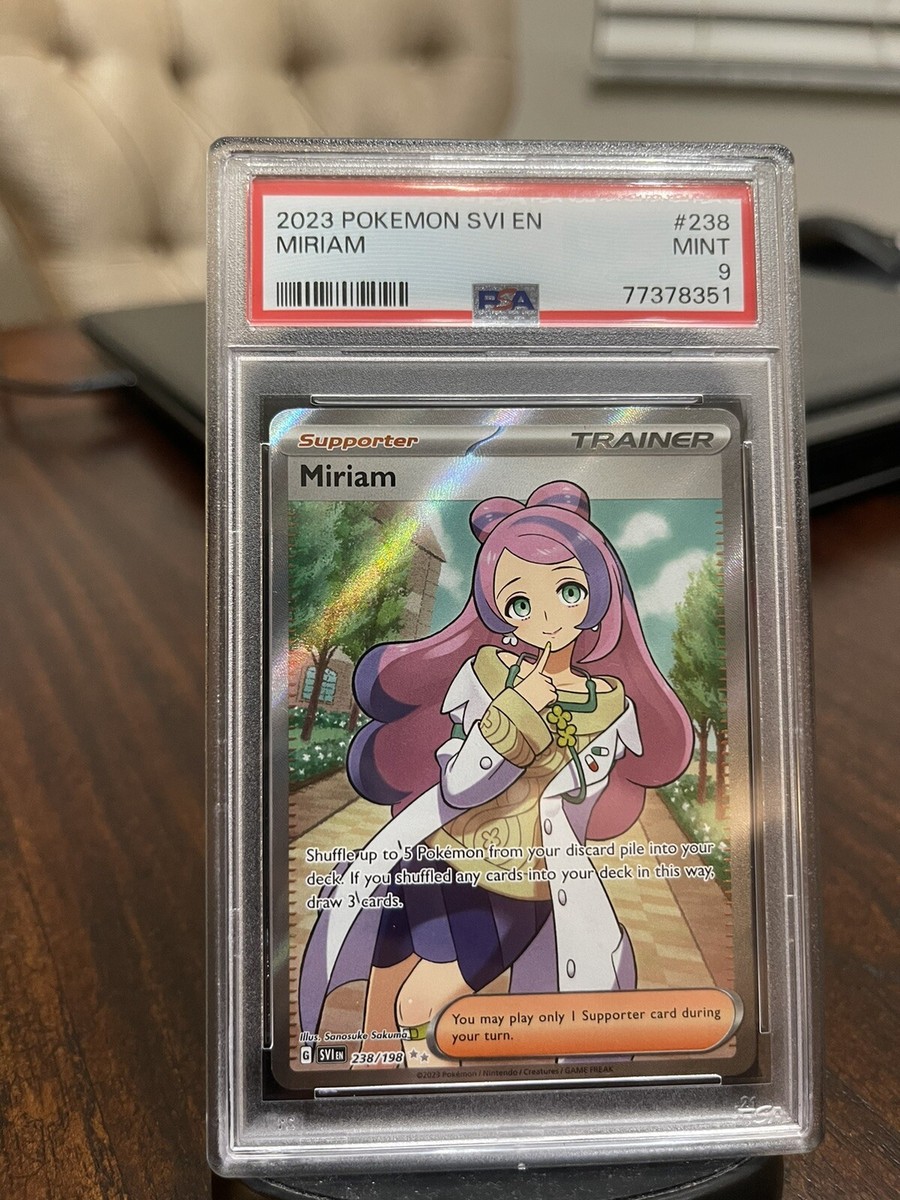 2023 POKEMON SVI EN #238
MIRIAM MINT
9
PSA 77378351
Supporter TRAINER
Miriam
Shuffle up to 5 Pokémon from your discard pile into your
deck. If you shuffled any cards into your deck in this way,
draw 3 cards.
You may play only 1 Supporter card during
your turn.
Illus. Sanosuke Sakuma
G SVI EN 238/198
©2023 Pokémon / Nintendo / Creatures / GAME FREAK